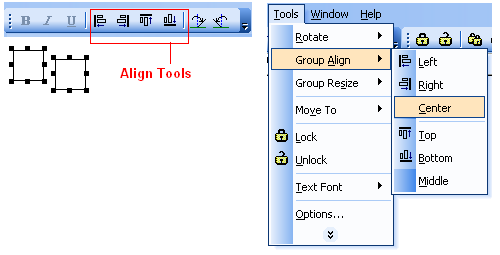 B I U
Align Tools
Tools Window Help
Rotate
Group Align
Group Resize
Move To
Lock
Unlock
Text Font
Options...
Left
Right
Center
Top
Bottom
Middle